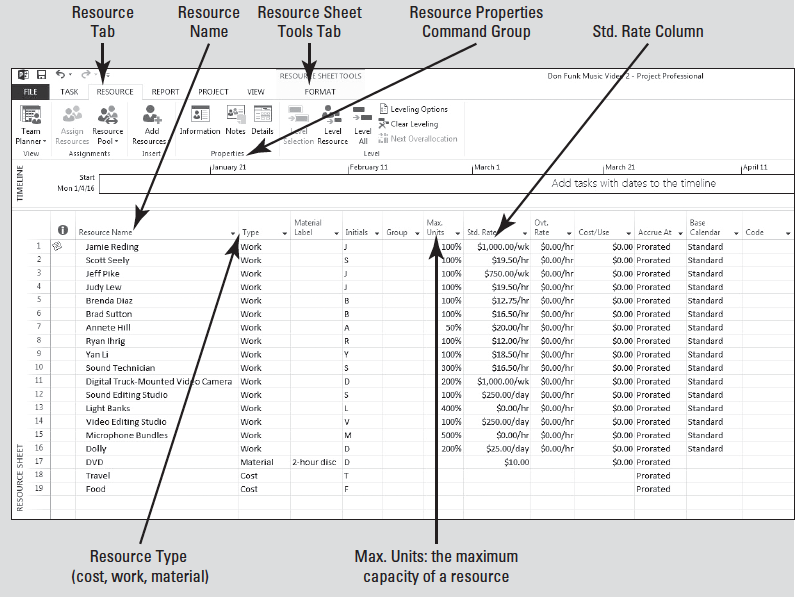 Resource Tab
Resource Name
Resource Sheet Tools Tab
Resource Properties Command Group
Std. Rate Column
RESOURCE SHEET TOOLS
Don Funk Music Video 2 - Project Professional
FILE TASK RESOURCE REPORT PROJECT VIEW FORMAT
Team Planner
Assign Resources
Resource Pool
Add Resources
Information
Notes
Details
Level Selection
Level Resource
Level All
Leveling Options
Clear Leveling
Next Overallocation
View Assignments Insert Properties Level
TIMELINE
Start
Mon 1/4/16
January 21 February 11 March 1 March 21 April 11
Add tasks with dates to the timeline
Resource Name Type Material Label Initials Group Max. Units Std. Rate Ovt. Rate Cost/Use Accrue At Base Calendar Code
1 Jamie Reding Work J 100% $1,000.00/wk $0.00/hr $0.00 Prorated Standard
2 Scott Seely Work S 100% $19.50/hr $0.00/hr $0.00 Prorated Standard
3 Jeff Pike Work J 100% $750.00/wk $0.00/hr $0.00 Prorated Standard
4 Judy Lew Work J 100% $19.50/hr $0.00/hr $0.00 Prorated Standard
5 Brenda Diaz Work B 100% $12.75/hr $0.00/hr $0.00 Prorated Standard
6 Brad Sutton Work B 100% $16.50/hr $0.00/hr $0.00 Prorated Standard
7 Annete Hill Work A 50% $20.00/hr $0.00/hr $0.00 Prorated Standard
8 Ryan Ihrig Work R 100% $12.00/hr $0.00/hr $0.00 Prorated Standard
9 Yan Li Work Y 100% $18.50/hr $0.00/hr $0.00 Prorated Standard
10 Sound Technician Work S 300% $16.50/hr $0.00/hr $0.00 Prorated Standard
11 Digital Truck-Mounted Video Camera Work D 200% $1,000.00/wk $0.00/hr $0.00 Prorated Standard
12 Sound Editing Studio Work S 100% $250.00/day $0.00/hr $0.00 Prorated Standard
13 Light Banks Work L 400% $0.00/hr $0.00/hr $0.00 Prorated Standard
14 Video Editing Studio Work V 100% $250.00/day $0.00/hr $0.00 Prorated Standard
15 Microphone Bundles Work M 500% $0.00/hr $0.00/hr $0.00 Prorated Standard
16 Dolly Work D 200% $25.00/day $0.00/hr $0.00 Prorated Standard
17 DVD Material 2-hour disc D $10.00 $0.00 Prorated
18 Travel Cost T Prorated
19 Food Cost F Prorated
RESOURCE SHEET
Resource Type
(cost, work, material)
Max. Units: the maximum
capacity of a resource